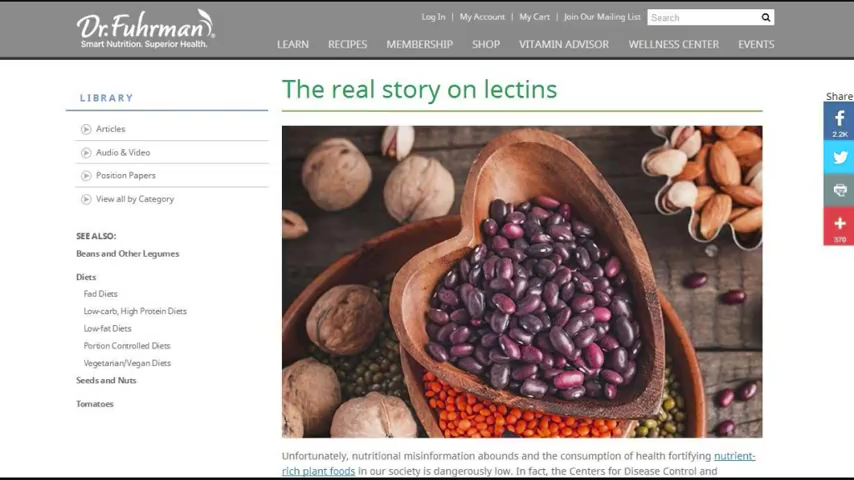 Dr.Fuhrman
Smart Nutrition. Superior Health.
Log In | My Account | My Cart | Join Our Mailing List
Search
LEARN RECIPES MEMBERSHIP SHOP VITAMIN ADVISOR WELLNESS CENTER EVENTS
LIBRARY
Articles
Audio & Video
Position Papers
View all by Category
SEE ALSO:
Beans and Other Legumes
Diets
Fad Diets
Low-carb, High Protein Diets
Low-fat Diets
Portion Controlled Diets
Vegetarian/Vegan Diets
Seeds and Nuts
Tomatoes
The real story on lectins
Unfortunately, nutritional misinformation abounds and the consumption of health fortifying nutrient-
rich plant foods in our society is dangerously low. In fact, the Centers for Disease Control and
Share
2.2K
370